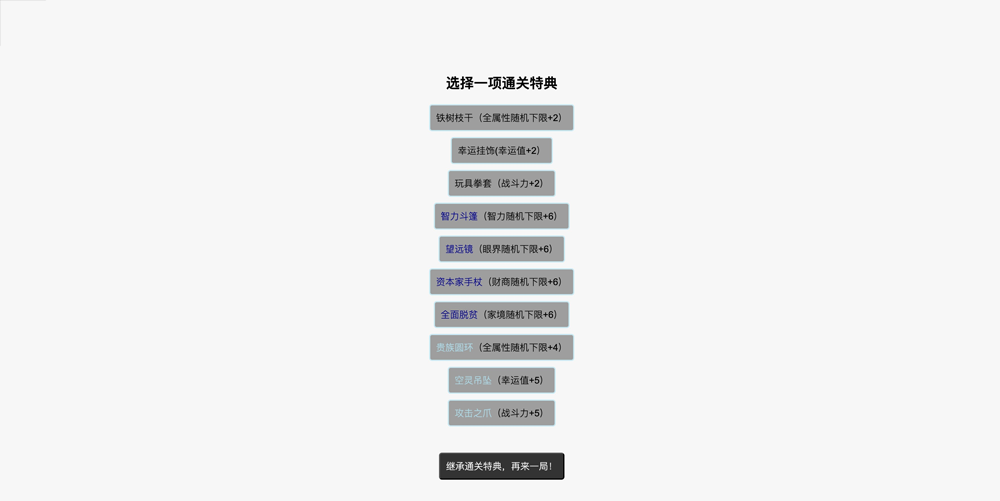 选择一项通关特典
铁树枝干（全属性随机下限+2）
幸运挂饰(幸运值+2）
玩具拳套（战斗力+2）
智力斗篷（智力随机下限+6）
望远镜（眼界随机下限+6）
资本家手杖（财商随机下限+6）
全面脱贫（家境随机下限+6）
贵族圆环（全属性随机下限+4）
空灵吊坠（幸运值+5）
攻击之爪（战斗力+5）
继承通关特典，再来一局！